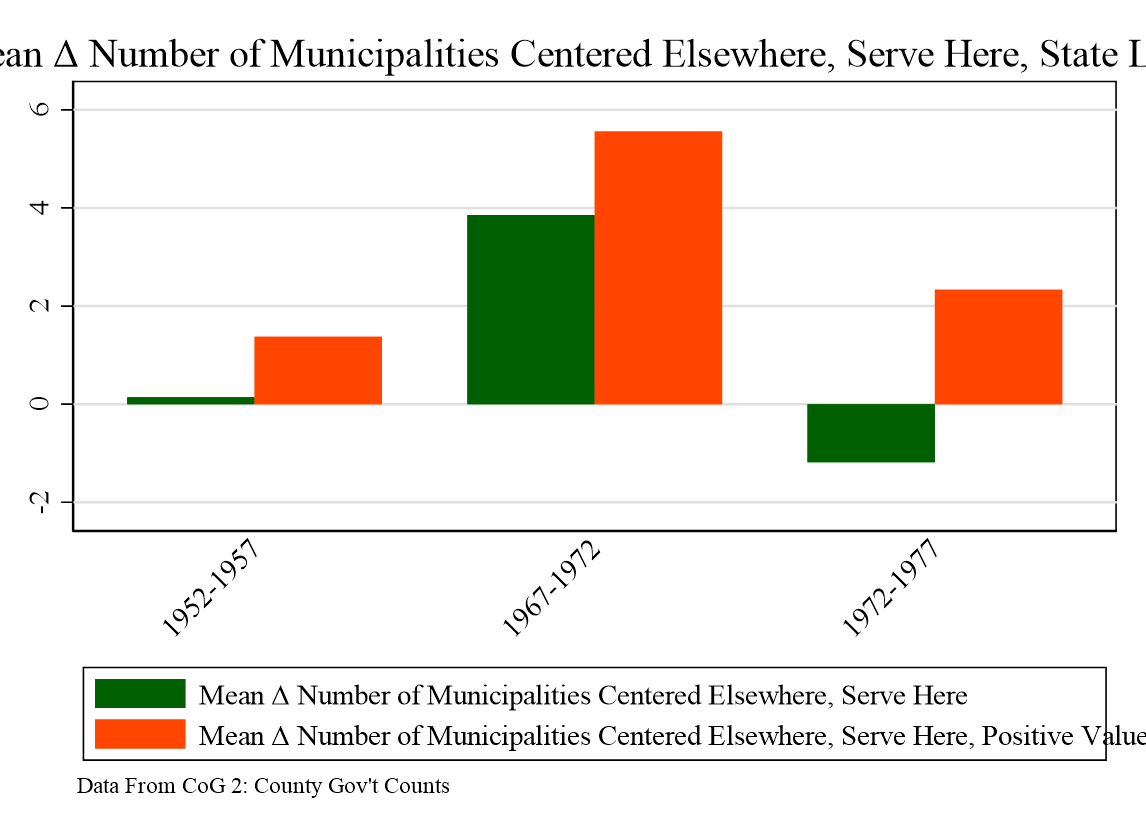 ean Δ Number of Municipalities Centered Elsewhere, Serve Here, State L
6
4
2
0
-2
1952-1957
1967-1972
1972-1977
Mean Δ Number of Municipalities Centered Elsewhere, Serve Here
Mean Δ Number of Municipalities Centered Elsewhere, Serve Here, Positive Value
Data From CoG 2: County Gov't Counts